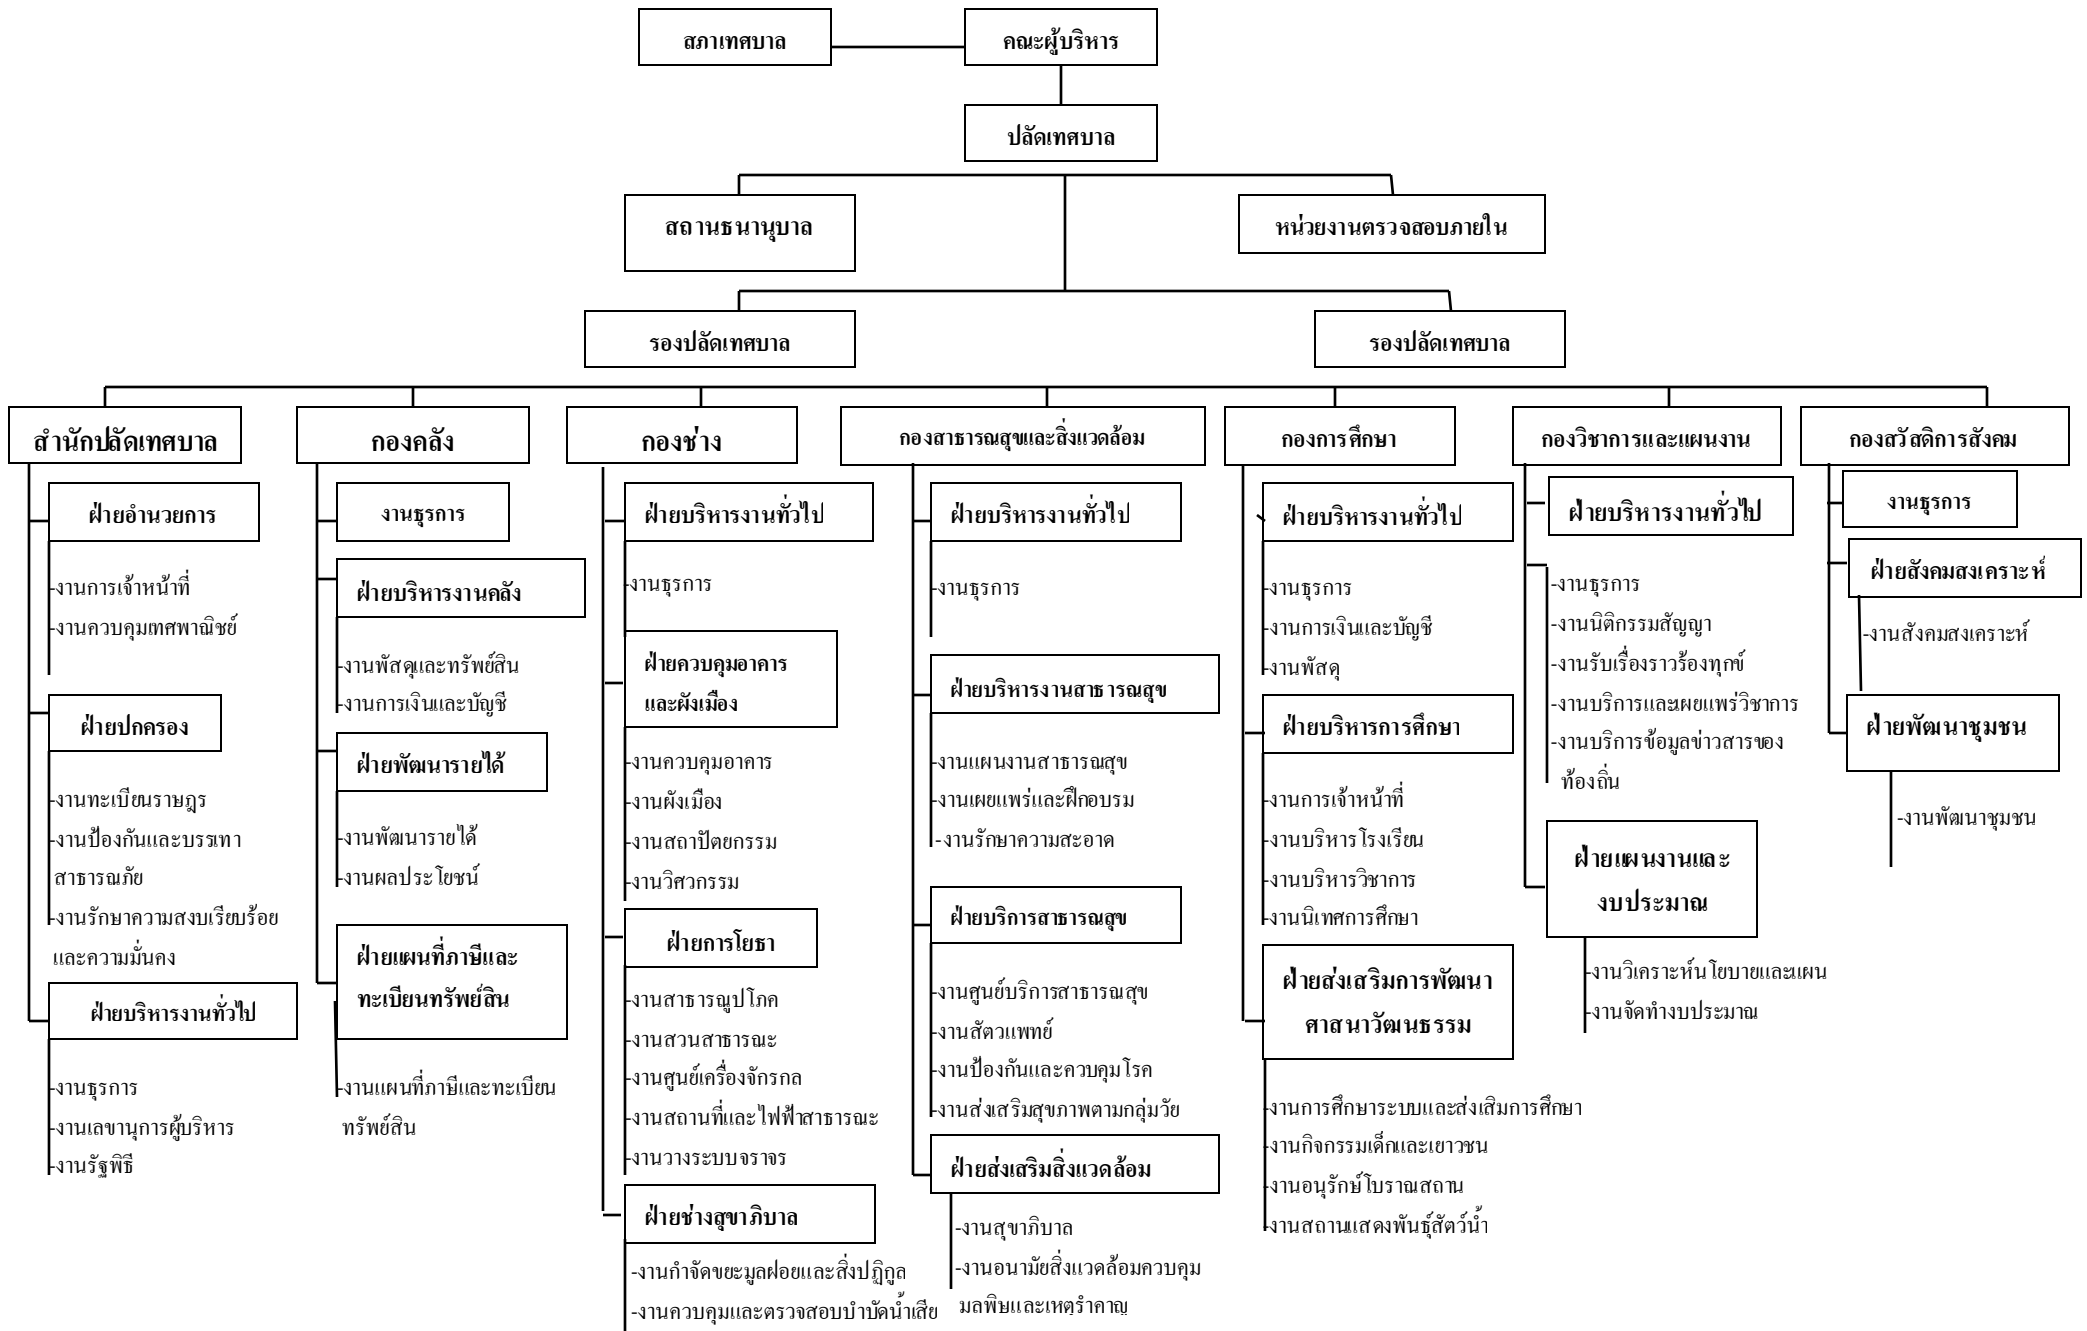 สภาเทศบาล
คณะผู้บริหาร
ปลัดเทศบาล
สถานธนานุบาล
หน่วยงานตรวจสอบภายใน
รองปลัดเทศบาล
รองปลัดเทศบาล
สำนักปลัดเทศบาล
ฝ่ายอำนวยการ
-งานการเจ้าหน้าที่
-งานควบคุมเทศพาณิชย์
ฝ่ายปกครอง
-งานทะเบียนราษฎร
-งานป้องกันและบรรเทา
สาธารณภัย
-งานรักษาความสงบเรียบร้อย
และความมั่นคง
ฝ่ายบริหารงานทั่วไป
-งานธุรการ
-งานเลขานุการผู้บริหาร
-งานรัฐพิธี
กองคลัง
งานธุรการ
ฝ่ายบริหารงานคลัง
-งานพัสดุและทรัพย์สิน
-งานการเงินและบัญชี
ฝ่ายพัฒนารายได้
-งานพัฒนารายได้
-งานผลประโยชน์
ฝ่ายแผนที่ภาษีและ
ทะเบียนทรัพย์สิน
-งานแผนที่ภาษีและทะเบียน
ทรัพย์สิน
กองช่าง
ฝ่ายบริหารงานทั่วไป
-งานธุรการ
ฝ่ายควบคุมอาคาร
และผังเมือง
-งานควบคุมอาคาร
-งานผังเมือง
-งานสถาปัตยกรรม
-งานวิศวกรรม
ฝ่ายการโยธา
-งานสาธารณูปโภค
-งานสวนสาธารณะ
-งานศูนย์เครื่องจักรกล
-งานสถานที่และไฟฟ้าสาธารณะ
-งานวางระบบจราจร
ฝ่ายช่างสุขาภิบาล
-งานกำจัดขยะมูลฝอยและสิ่งปฏิกูล
-งานควบคุมและตรวจสอบบำบัดน้ำเสีย
กองสาธารณสุขและสิ่งแวดล้อม
ฝ่ายบริหารงานทั่วไป
-งานธุรการ
ฝ่ายบริหารงานสาธารณสุข
-งานแผนงานสาธารณสุข
-งานเผยแพร่และฝึกอบรม
-งานรักษาความสะอาด
ฝ่ายบริการสาธารณสุข
-งานศูนย์บริการสาธารณสุข
-งานสัตวแพทย์
-งานป้องกันและควบคุมโรค
-งานส่งเสริมสุขภาพตามกลุ่มวัย
ฝ่ายส่งเสริมสิ่งแวดล้อม
-งานสุขาภิบาล
-งานอนามัยสิ่งแวดล้อมควบคุม
มลพิษและเหตุรำคาญ
กองการศึกษา
ฝ่ายบริหารงานทั่วไป
-งานธุรการ
-งานการเงินและบัญชี
-งานพัสดุ
ฝ่ายบริหารการศึกษา
-งานการเจ้าหน้าที่
-งานบริหารโรงเรียน
-งานบริหารวิชาการ
-งานนิเทศการศึกษา
ฝ่ายส่งเสริมการพัฒนา
ศาสนาวัฒนธรรม
-งานการศึกษาระบบและส่งเสิมการศึกษา
-งานกิจกรรมเด็กและเยาวชน
-งานอนุรักษ์โบราณสถาน
-งานสถานแสดงพันธุ์สัตว์น้ำ
กองวิชาการและแผนงาน
ฝ่ายบริหารงานทั่วไป
-งานธุรการ
-งานนิติกรรมสัญญา
-งานรับเรื่องราวร้องทุกข์
-งานบริการและเผยแพร่วิชาการ
-งานบริการข้อมูลข่าวสารของ
ท้องถิ่น
ฝ่ายแผนงานและ
งบประมาณ
-งานวิเคราะห์นโยบายและแผน
-งานจัดทำงบประมาณ
กองสวัสดิการสังคม
งานธุรการ
ฝ่ายสังคมสงเคราะห์
-งานสังคมสงเคราะห์
ฝ่ายพัฒนาชุมชน
-งานพัฒนาชุมชน